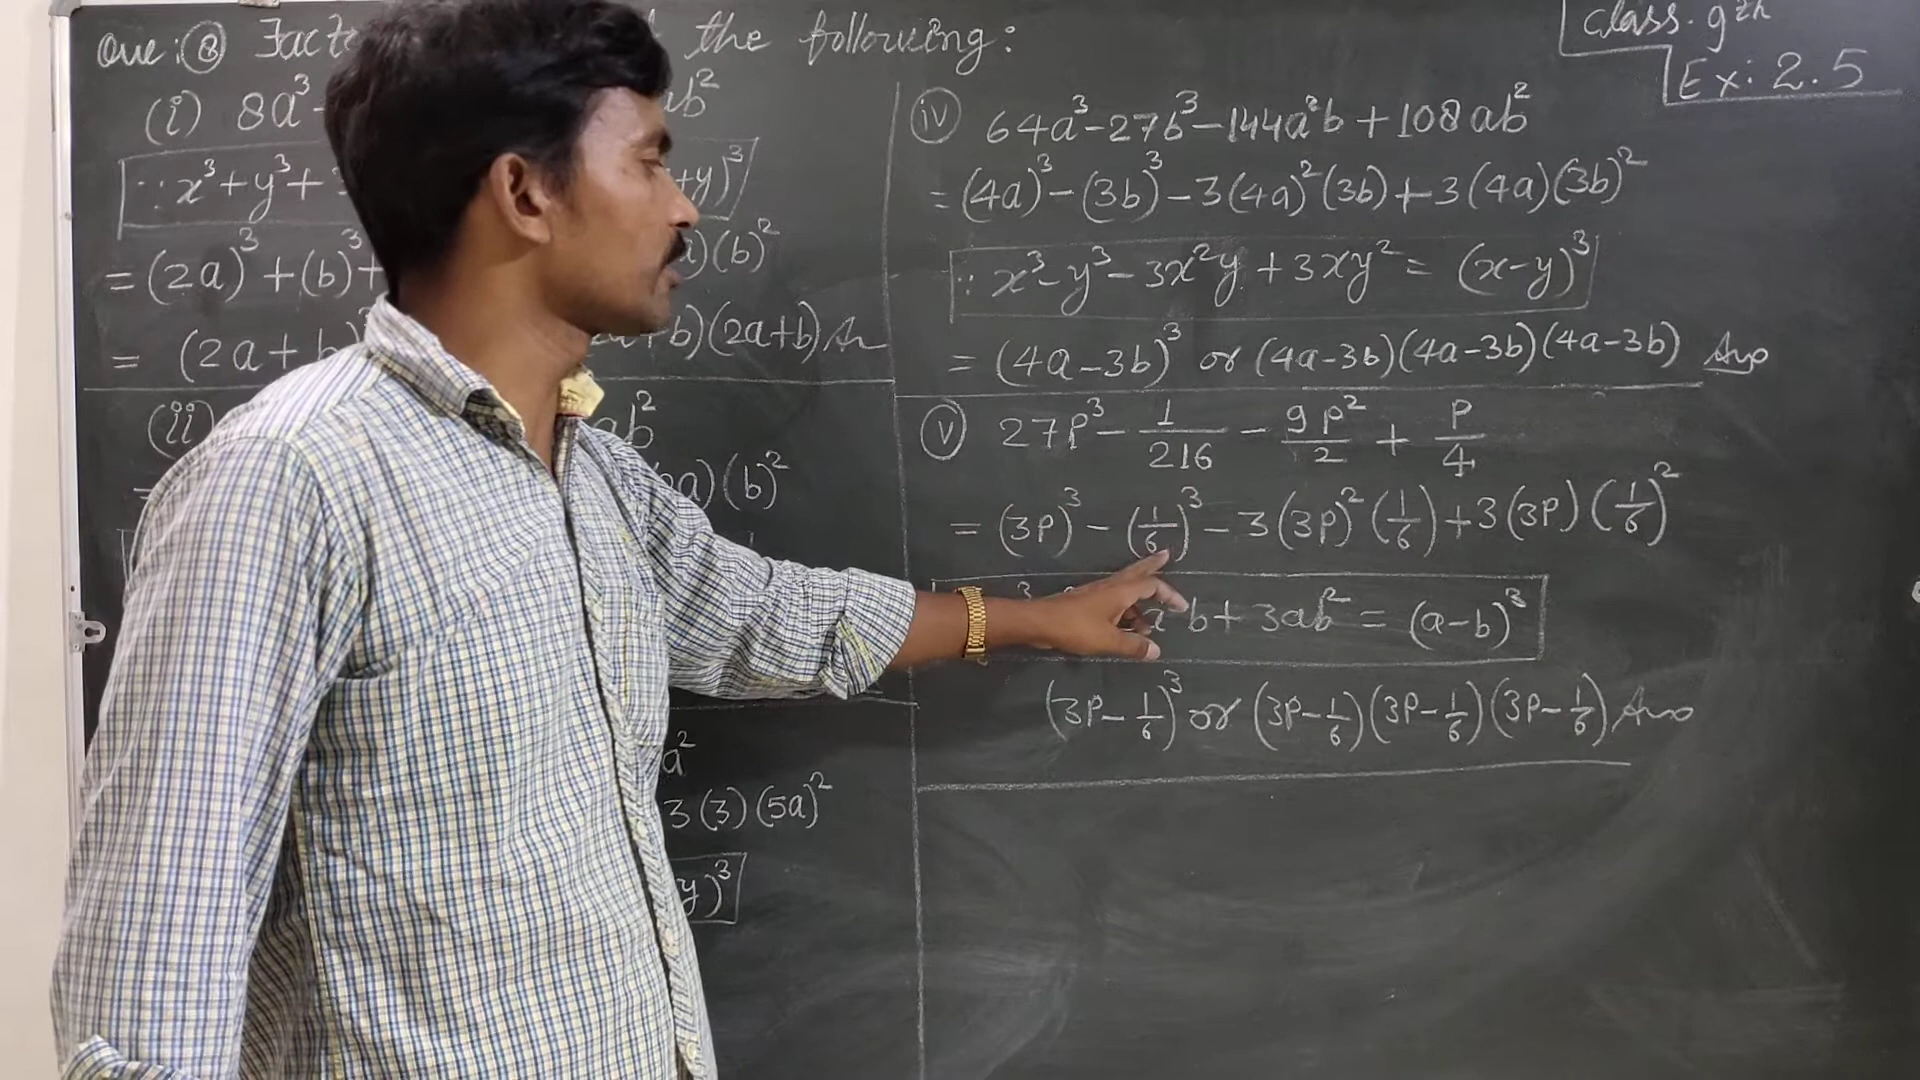 Que: 8 the following:
(i) 8a³ ab²
∵ x³+y³+ +y)³
= (2a)³ + (b)³ + )(b)²
= (2a+b +b)(2a+b) An
(ii) ab²
a)(b)²
a²
3(3)(5a)²
y)³
Class. 9th
Ex: 2.5
(iv) 64a³-27b³-144a²b+108ab²
= (4a)³-(3b)³-3(4a)²(3b)+3(4a)(3b)²
∵ x³-y³-3x²y+3xy² = (x-y)³
= (4a-3b)³ or (4a-3b)(4a-3b)(4a-3b) Ans
(v) 27P³ - 1/216 - 9P²/2 + P/4
= (3P)³ - (1/6)³ - 3(3P)²(1/6) + 3(3P)(1/6)²
a²b + 3ab² = (a-b)³
(3P-1/6)³ or (3P-1/6)(3P-1/6)(3P-1/6) Ans